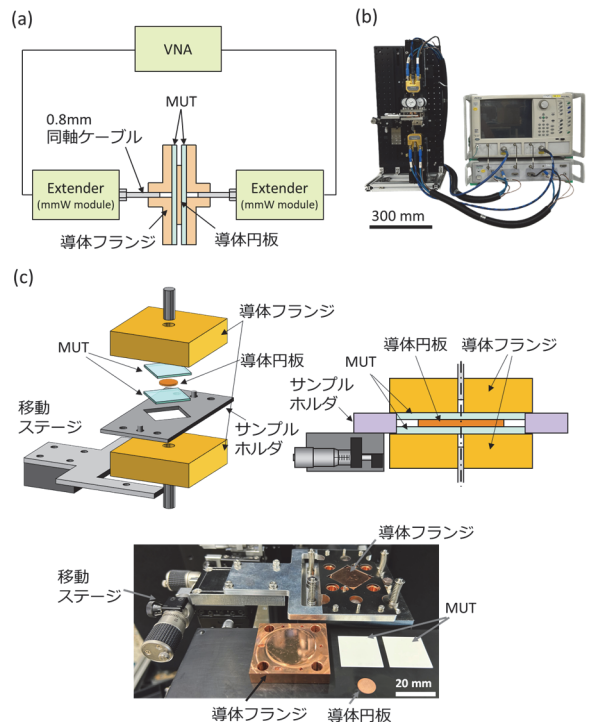 (a)
VNA
MUT
0.8mm
同軸ケーブル
Extender
(mmW module)
Extender
(mmW module)
導体フランジ
導体円板
(b)
300 mm
(c)
導体フランジ
MUT
導体円板
移動
ステージ
サンプル
ホルダ
導体円板
導体フランジ
MUT
サンプル
ホルダ
導体フランジ
移動
ステージ
MUT
20 mm
導体フランジ
導体円板